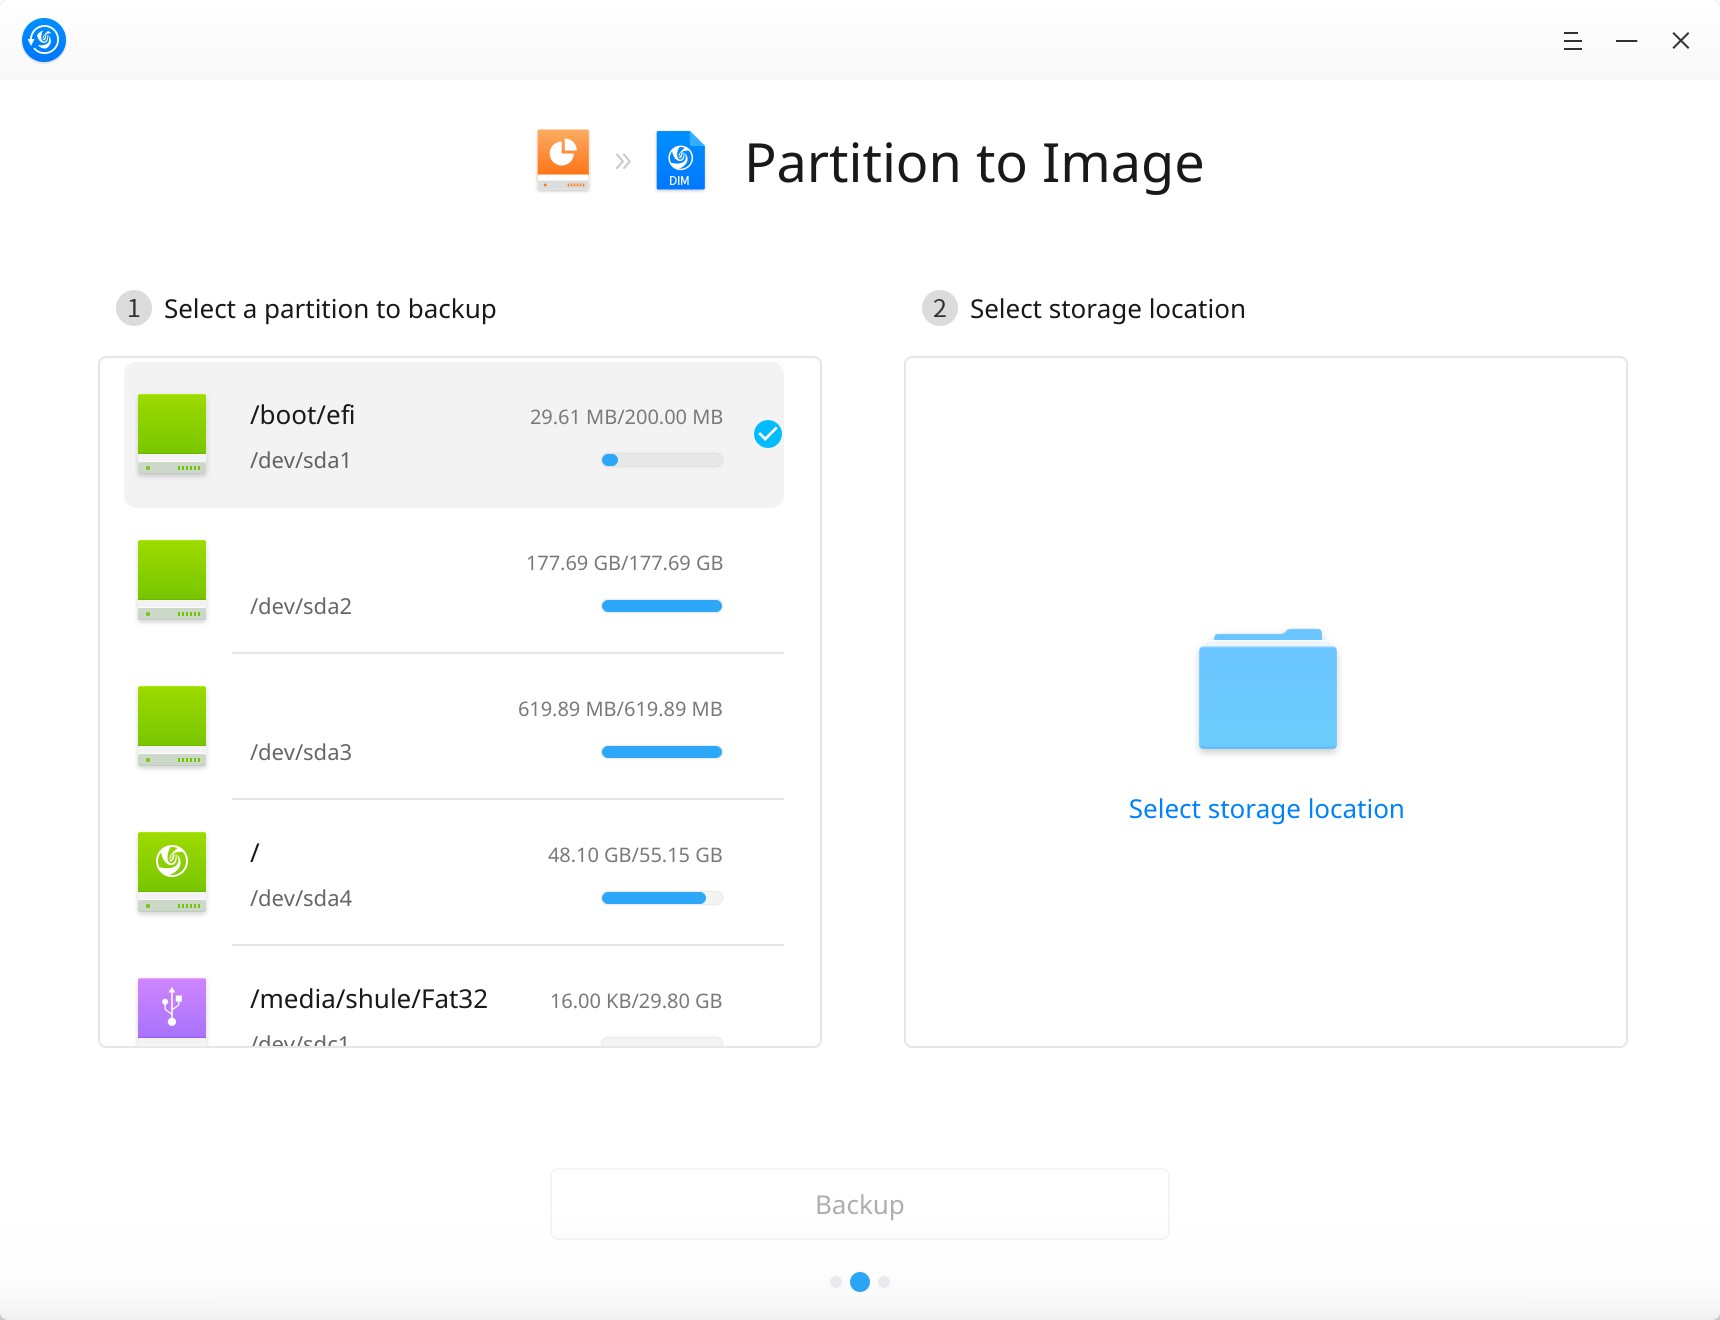 DIM
Partition to Image
1 Select a partition to backup
2 Select storage location
/boot/efi 29.61 MB/200.00 MB
/dev/sda1
177.69 GB/177.69 GB
/dev/sda2
619.89 MB/619.89 MB
/dev/sda3
/ 48.10 GB/55.15 GB
/dev/sda4
/media/shule/Fat32 16.00 KB/29.80 GB
/dev/sdc1
Select storage location
Backup